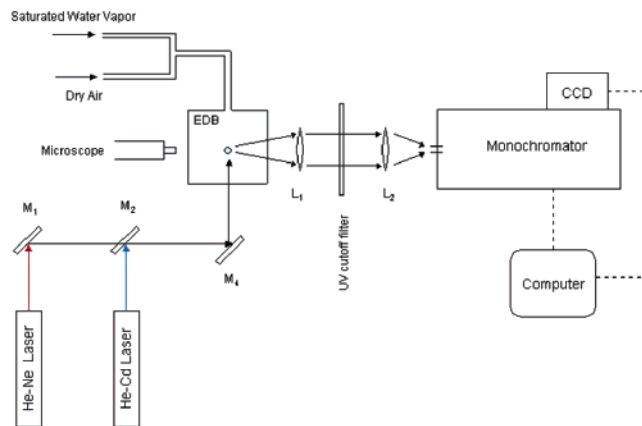 Saturated Water Vapor
Dry Air
EDB
CCD
Monochromator
Microscope
L1
L2
UV cutoff filter
M1
M2
M4
Computer
He-Ne Laser
He-Cd Laser